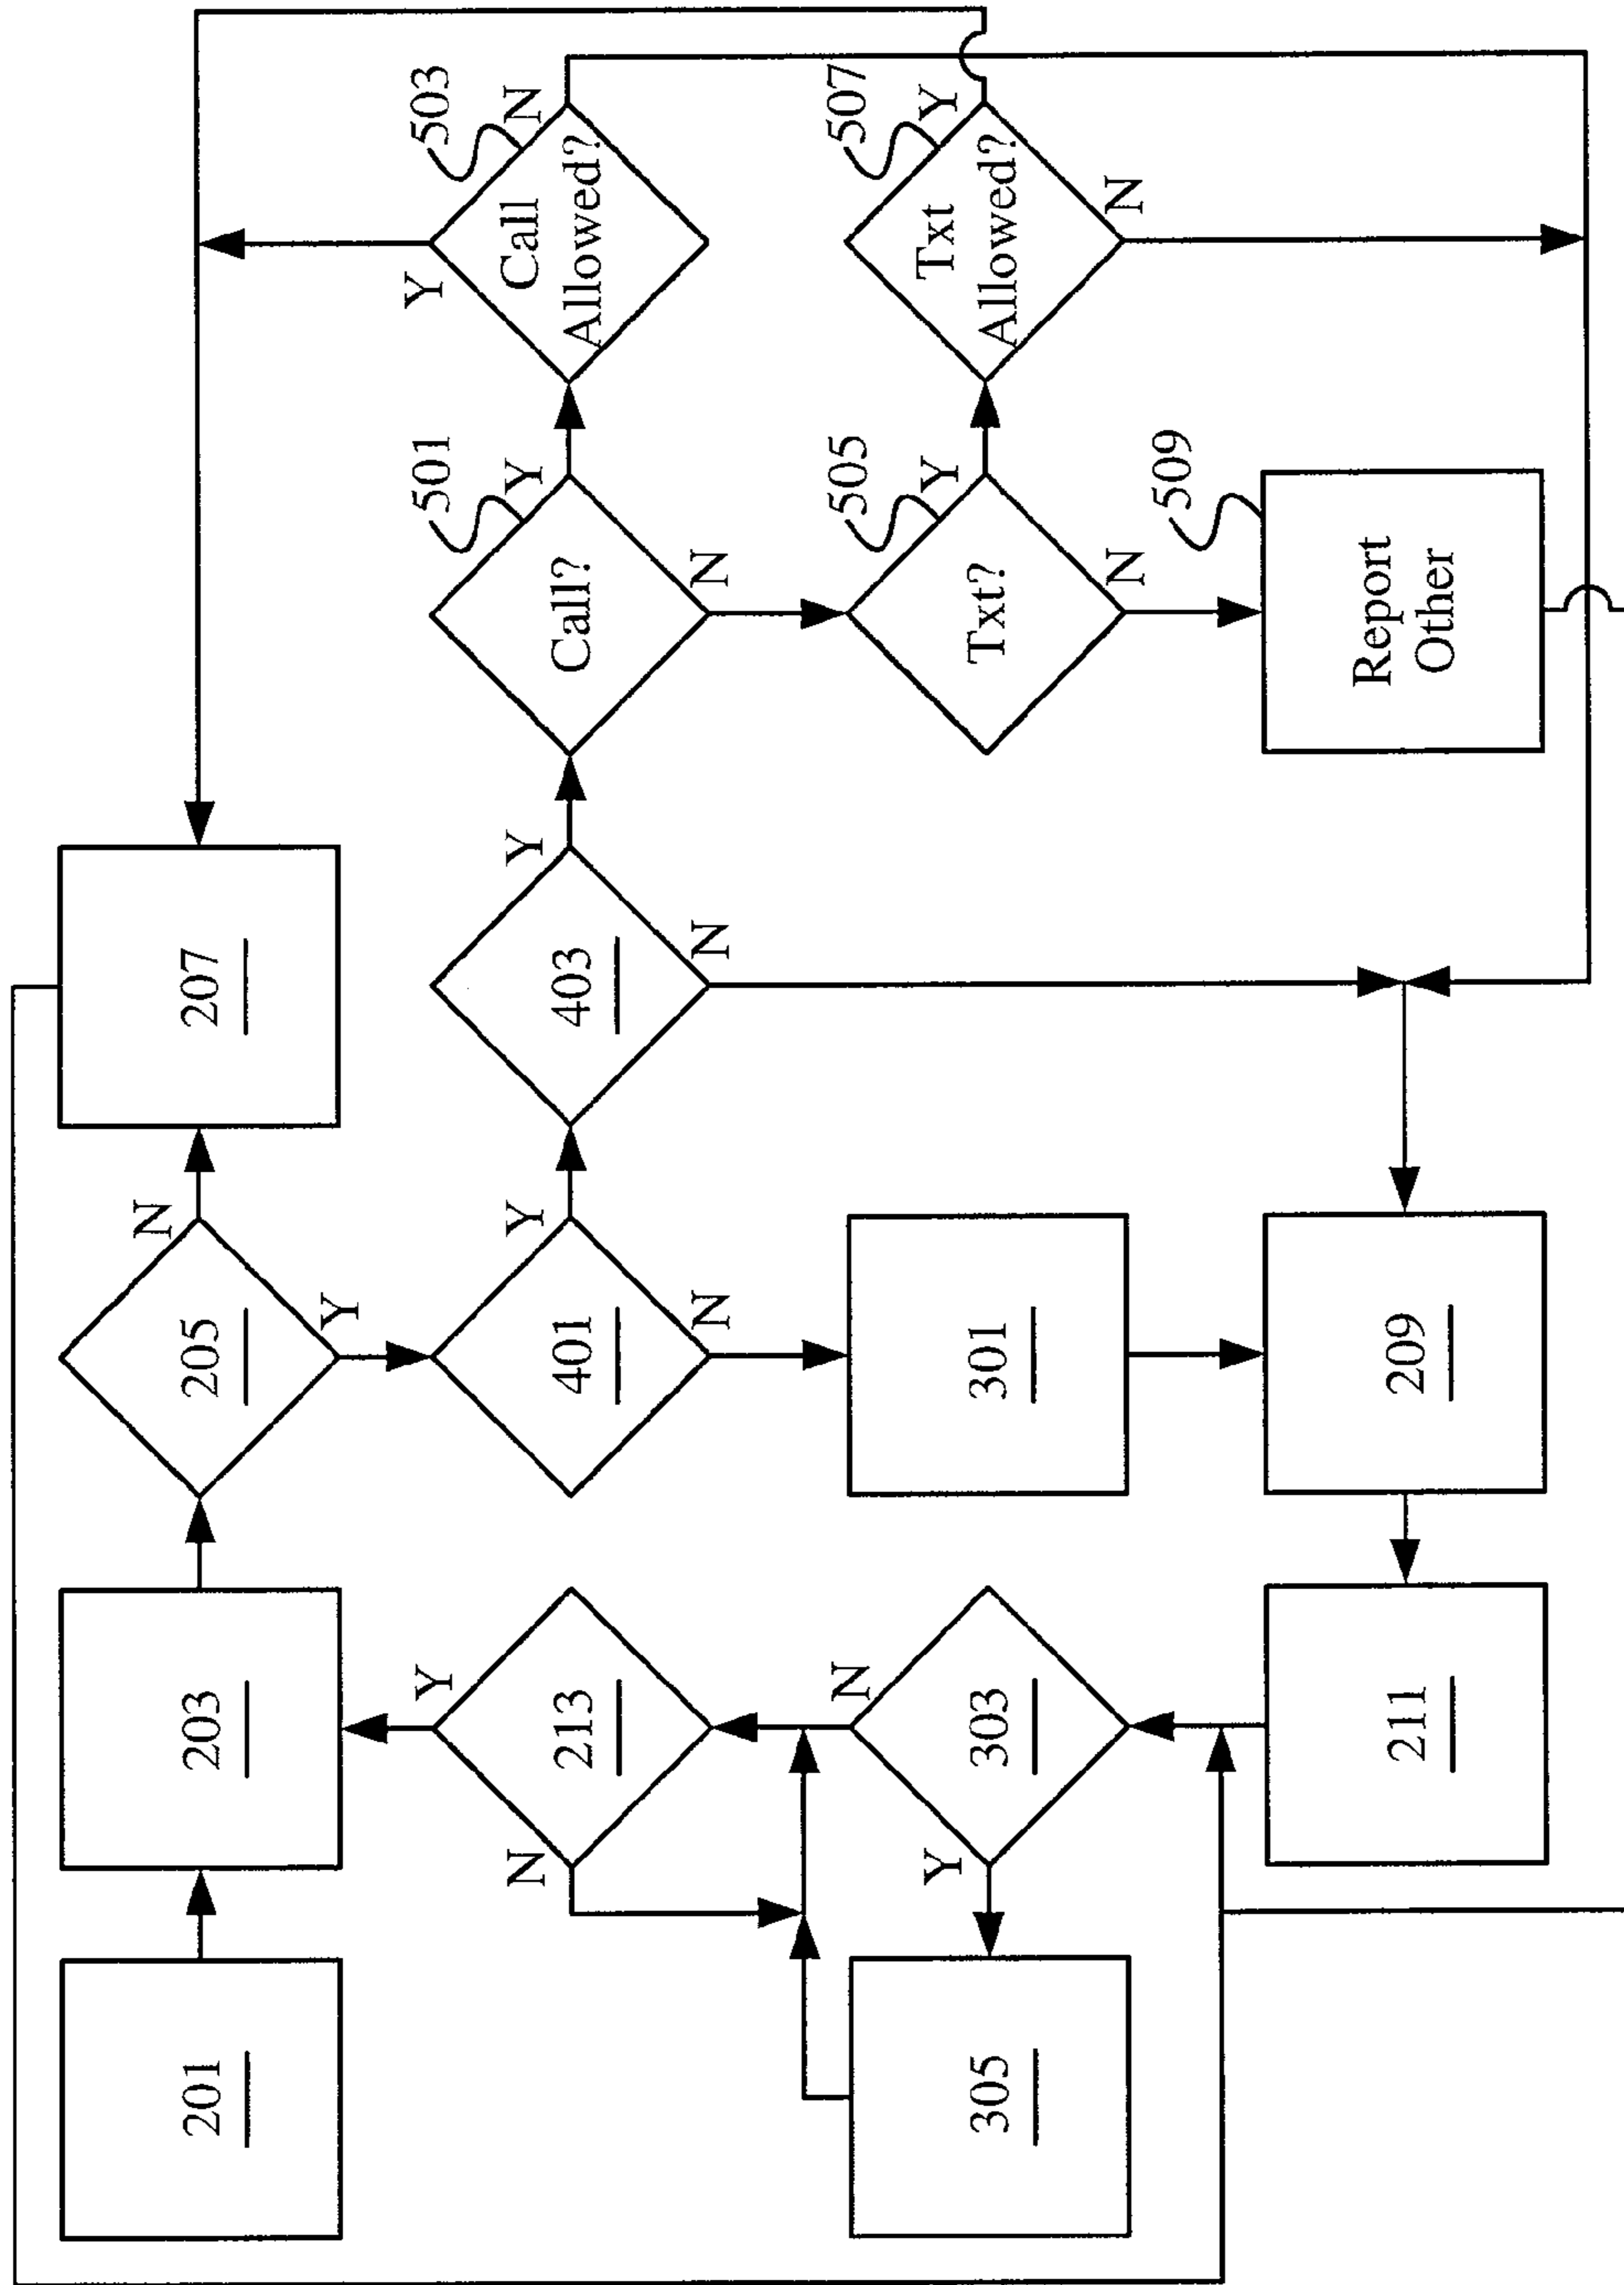 201
203
205
N
Y
207
213
Y
N
401
Y
N
403
Y
N
Call?
501
Y
N
Call
Allowed?
503
Y
N
305
303
N
Y
301
Txt?
505
Y
N
Txt
Allowed?
507
Y
N
211
209
Report
Other
509